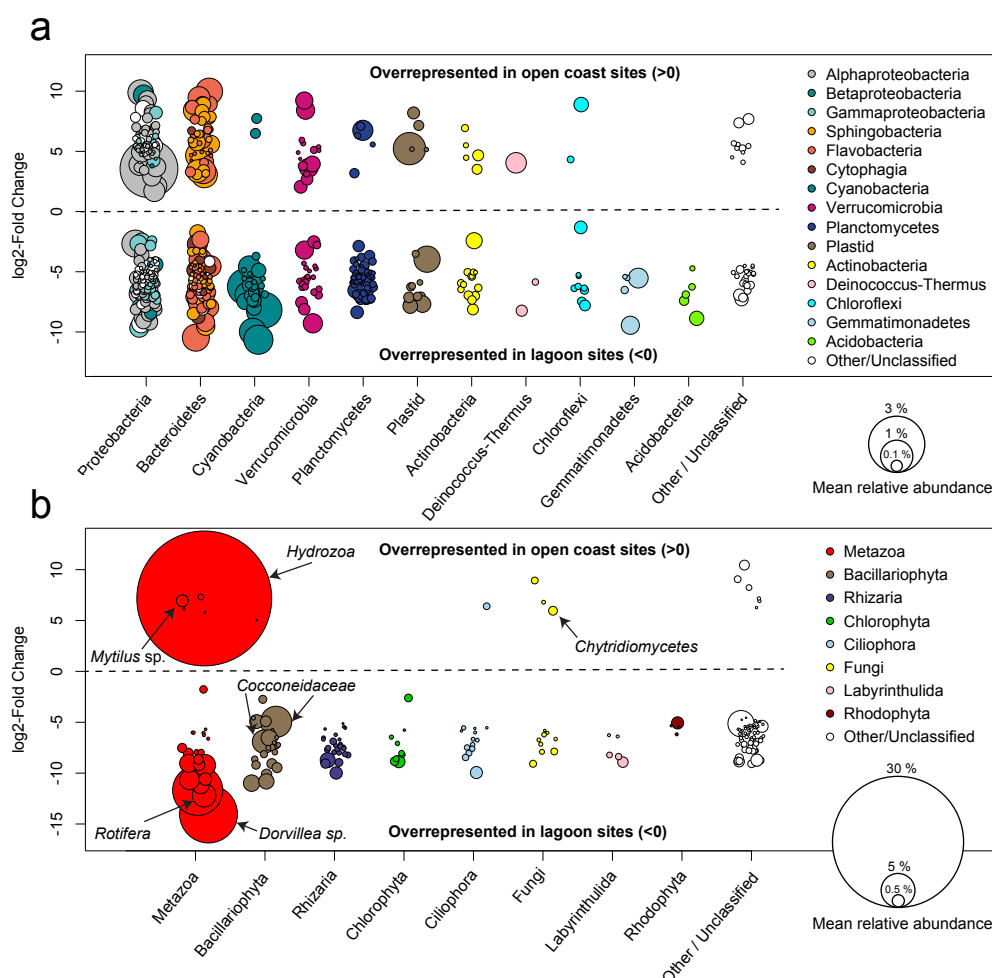 a
Overrepresented in open coast sites (>0)
10
5
0
-5
-10
log2-Fold Change
Overrepresented in lagoon sites (<0)
Proteobacteria
Bacteroidetes
Cyanobacteria
Verrucomicrobia
Planctomycetes
Plastid
Actinobacteria
Deinococcus-Thermus
Chloroflexi
Gemmatimonadetes
Acidobacteria
Other / Unclassified
Alphaproteobacteria
Betaproteobacteria
Gammaproteobacteria
Sphingobacteria
Flavobacteria
Cytophagia
Cyanobacteria
Verrucomicrobia
Planctomycetes
Plastid
Actinobacteria
Deinococcus-Thermus
Chloroflexi
Gemmatimonadetes
Acidobacteria
Other/Unclassified
3 %
1 %
0.1 %
Mean relative abundance
b
Overrepresented in open coast sites (>0)
Hydrozoa
Mytilus sp.
Chytridiomycetes
Cocconeidaceae
Rotifera
Dorvillea sp.
10
5
0
-5
-10
-15
log2-Fold Change
Overrepresented in lagoon sites (<0)
Metazoa
Bacillariophyta
Rhizaria
Chlorophyta
Ciliophora
Fungi
Labyrinthulida
Rhodophyta
Other / Unclassified
Metazoa
Bacillariophyta
Rhizaria
Chlorophyta
Ciliophora
Fungi
Labyrinthulida
Rhodophyta
Other/Unclassified
30 %
5 %
0.5 %
Mean relative abundance